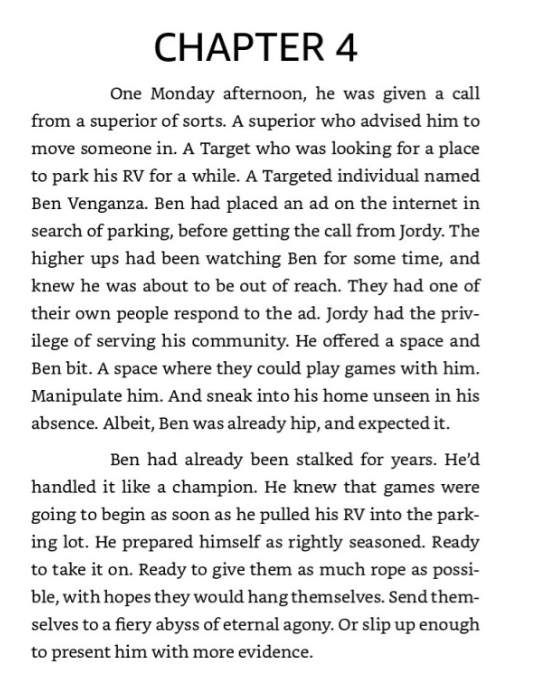 CHAPTER 4
One Monday afternoon, he was given a call
from a superior of sorts. A superior who advised him to
move someone in. A Target who was looking for a place
to park his RV for a while. A Targeted individual named
Ben Venganza. Ben had placed an ad on the internet in
search of parking, before getting the call from Jordy. The
higher ups had been watching Ben for some time, and
knew he was about to be out of reach. They had one of
their own people respond to the ad. Jordy had the priv-
ilege of serving his community. He offered a space and
Ben bit. A space where they could play games with him.
Manipulate him. And sneak into his home unseen in his
absence. Albeit, Ben was already hip, and expected it.
Ben had already been stalked for years. He’d
handled it like a champion. He knew that games were
going to begin as soon as he pulled his RV into the park-
ing lot. He prepared himself as rightly seasoned. Ready
to take it on. Ready to give them as much rope as possi-
ble, with hopes they would hang themselves. Send them-
selves to a fiery abyss of eternal agony. Or slip up enough
to present him with more evidence.